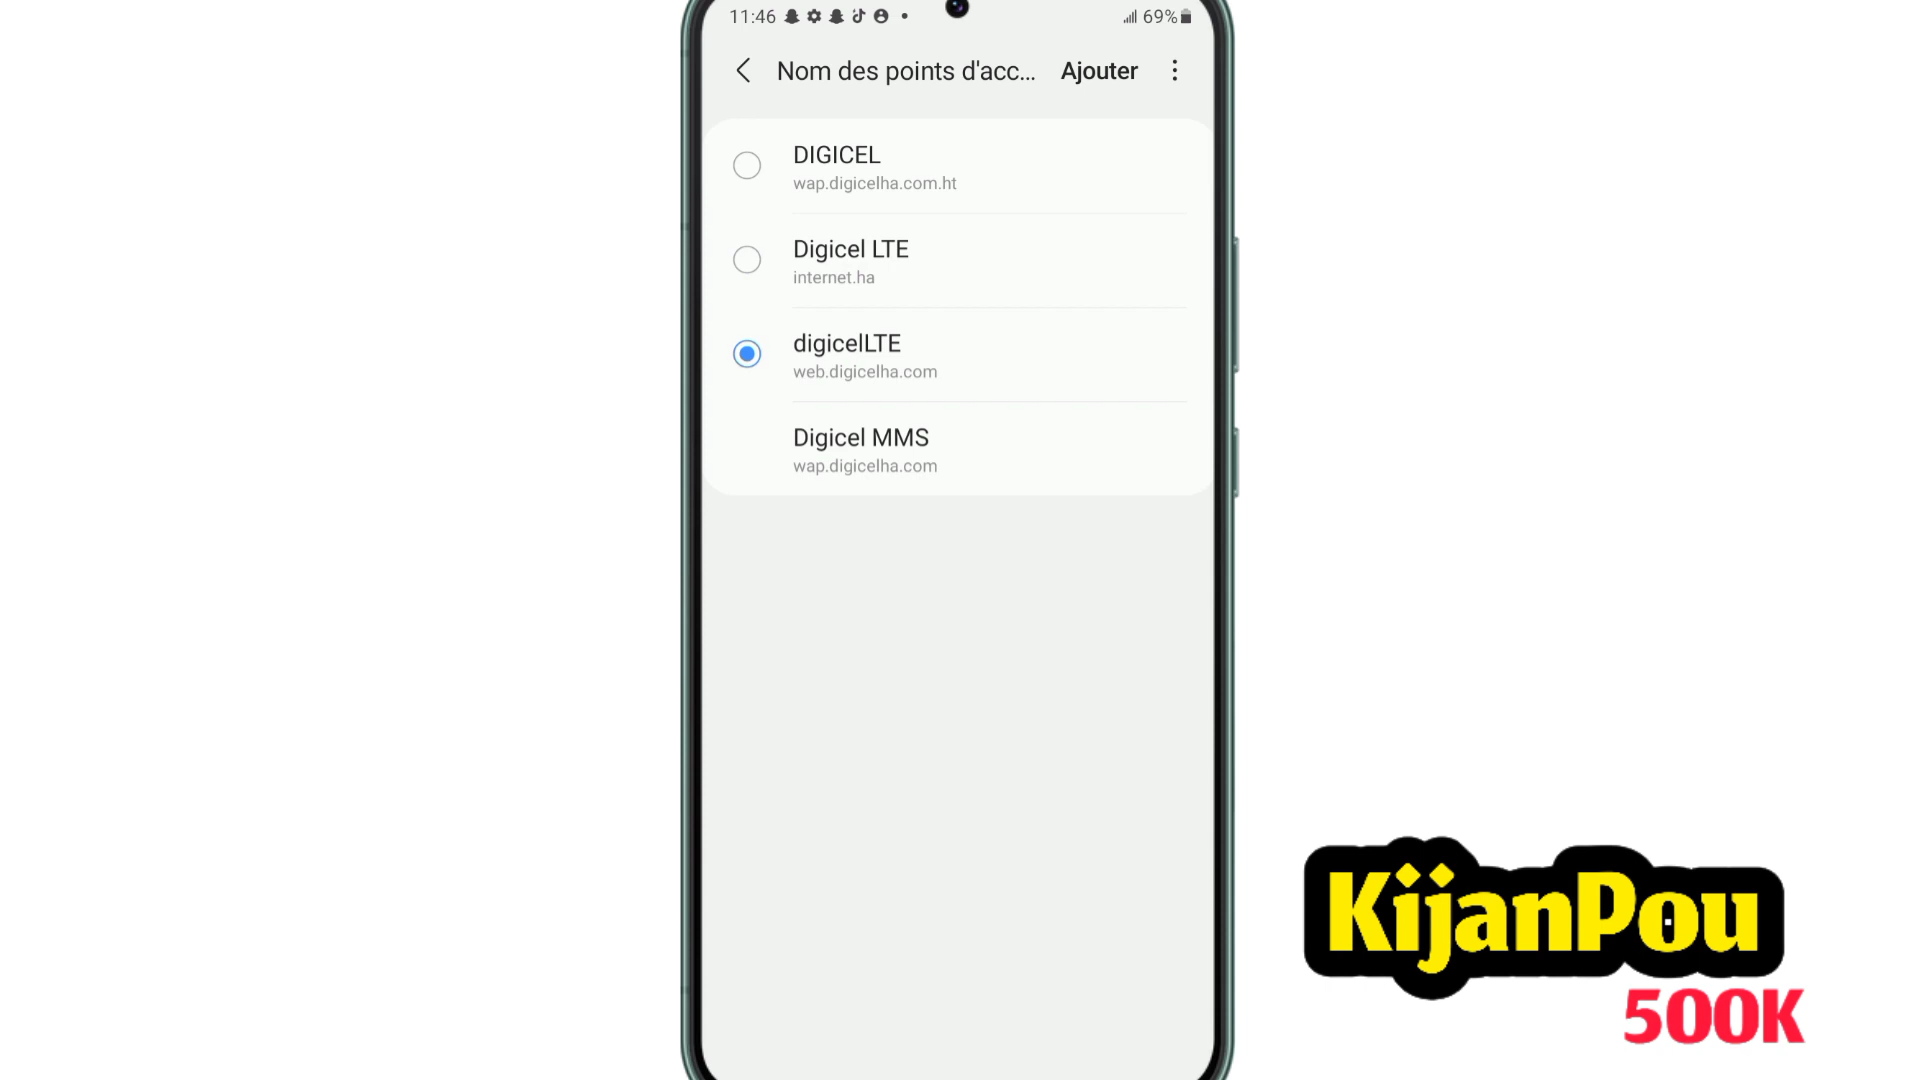 11:46
69%
Nom des points d'acc...
Ajouter
DIGICEL
wap.digicelha.com.ht
Digicel LTE
internet.ha
digicelLTE
web.digicelha.com
Digicel MMS
wap.digicelha.com
KijanPou
500K